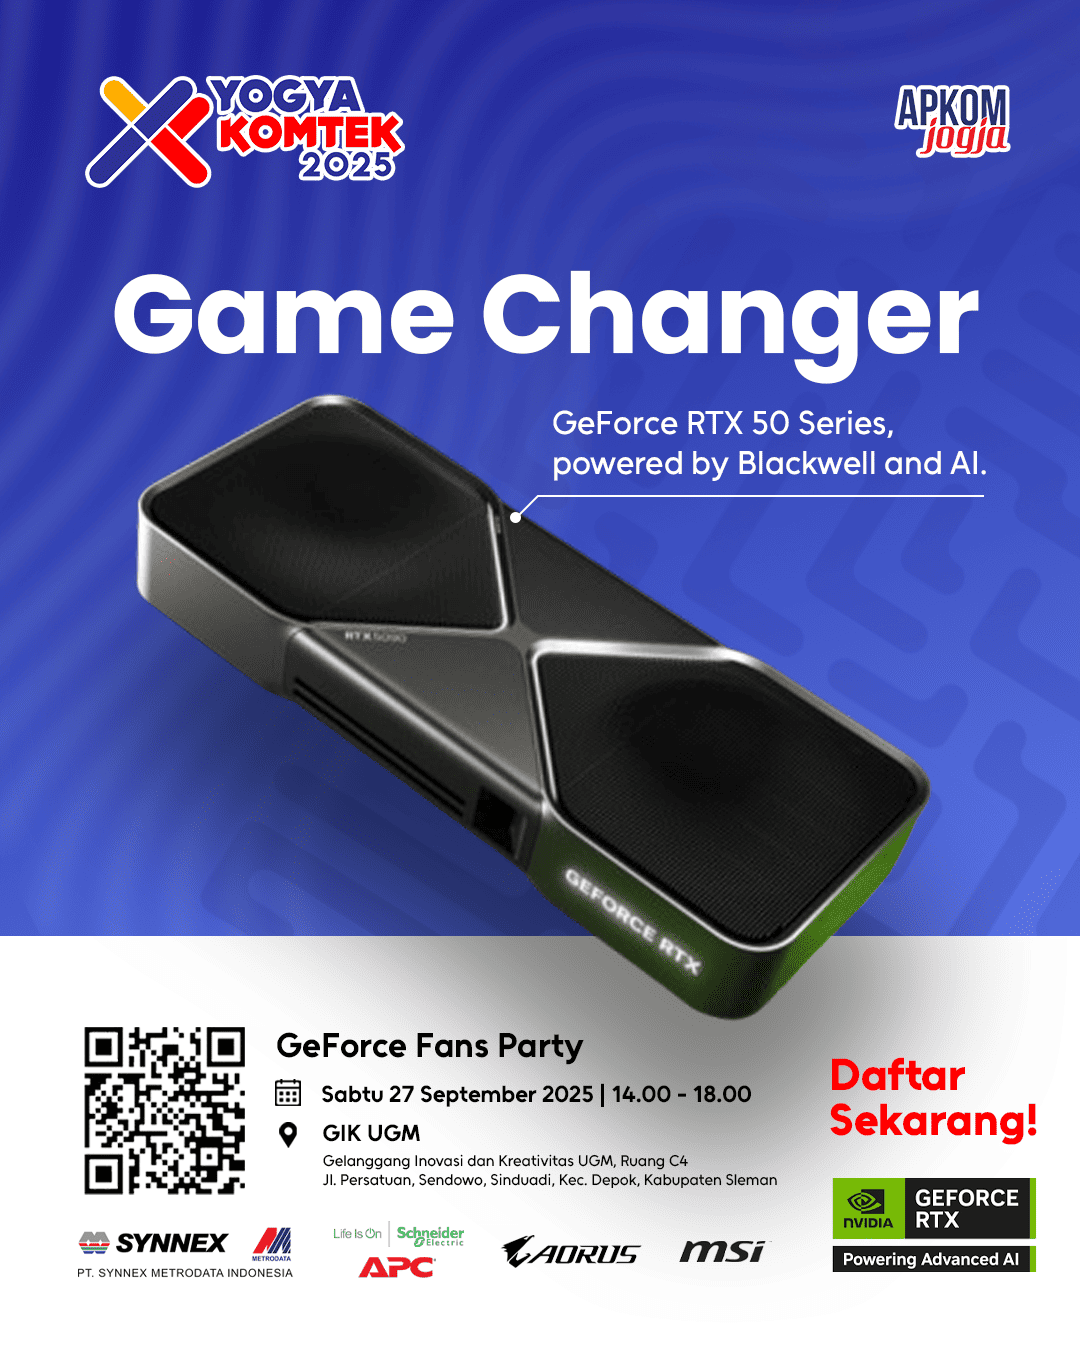 YOGYA
KOMTEK
2025
APKOM
jogja
Game Changer
GeForce RTX 50 Series,
powered by Blackwell and AI.
RTX 5090
GEFORCE RTX
GeForce Fans Party
Sabtu 27 September 2025 | 14.00 - 18.00
GIK UGM
Gelanggang Inovasi dan Kreativitas UGM, Ruang C4
Jl. Persatuan, Sendowo, Sinduadi, Kec. Depok, Kabupaten Sleman
Daftar
Sekarang!
NVIDIA
GEFORCE
RTX
Powering Advanced AI
SYNNEX
METRODATA
PT. SYNNEX METRODATA INDONESIA
Life Is On
Schneider
Electric
APC
AORUS
msi